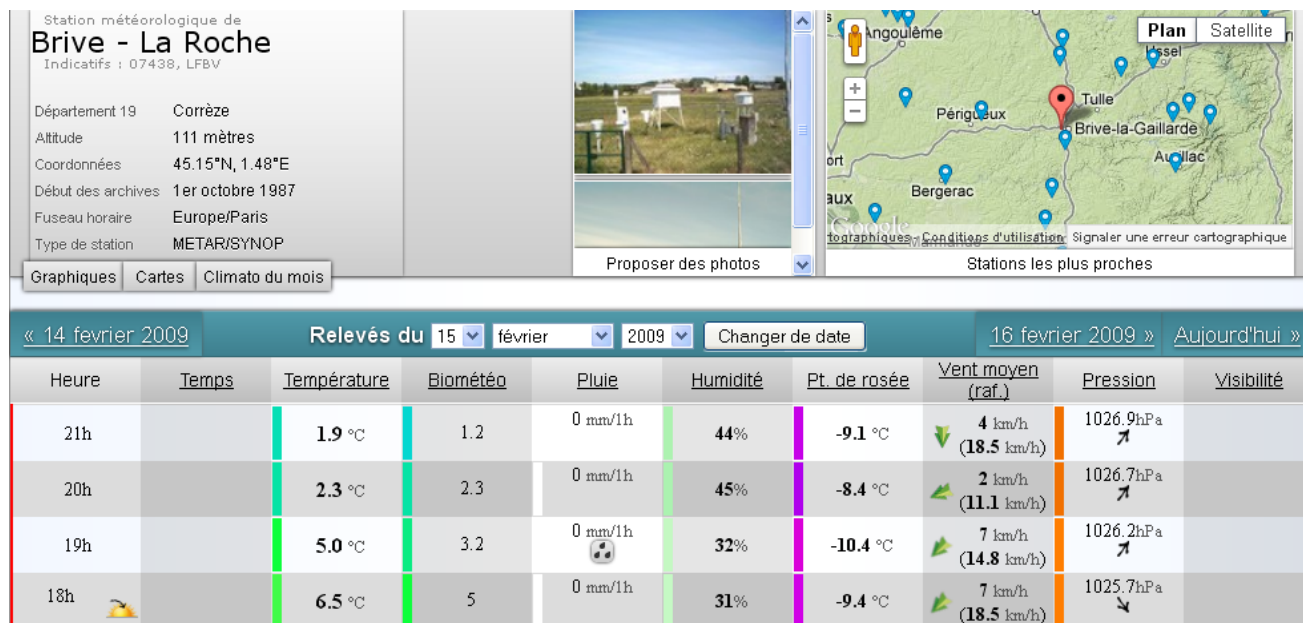 Station météorologique de
Brive - La Roche
Indicatifs : 07438, LFBV
Département 19 Corrèze
Altitude 111 mètres
Coordonnées 45.15°N, 1.48°E
Début des archives 1er octobre 1987
Fuseau horaire Europe/Paris
Type de station METAR/SYNOP
Graphiques Cartes Climato du mois
Proposer des photos
Angoulême
Plan Satellite
Ussel
Tulle
Périgueux
Brive-la-Gaillarde
Aurillac
ort
Bergerac
aux
Google
Marmande
tographiques - Conditions d'utilisation Signaler une erreur cartographique
Stations les plus proches
« 14 fevrier 2009 Relevés du 15 février 2009 Changer de date 16 fevrier 2009 » Aujourd'hui »
Heure Temps Température Biométéo Pluie Humidité Pt. de rosée Vent moyen (raf.) Pression Visibilité
21h 1.9 °C 1.2 0 mm/1h 44% -9.1 °C 4 km/h (18.5 km/h) 1026.9hPa
20h 2.3 °C 2.3 0 mm/1h 45% -8.4 °C 2 km/h (11.1 km/h) 1026.7hPa
19h 5.0 °C 3.2 0 mm/1h 32% -10.4 °C 7 km/h (14.8 km/h) 1026.2hPa
18h 6.5 °C 5 0 mm/1h 31% -9.4 °C 7 km/h (18.5 km/h) 1025.7hPa